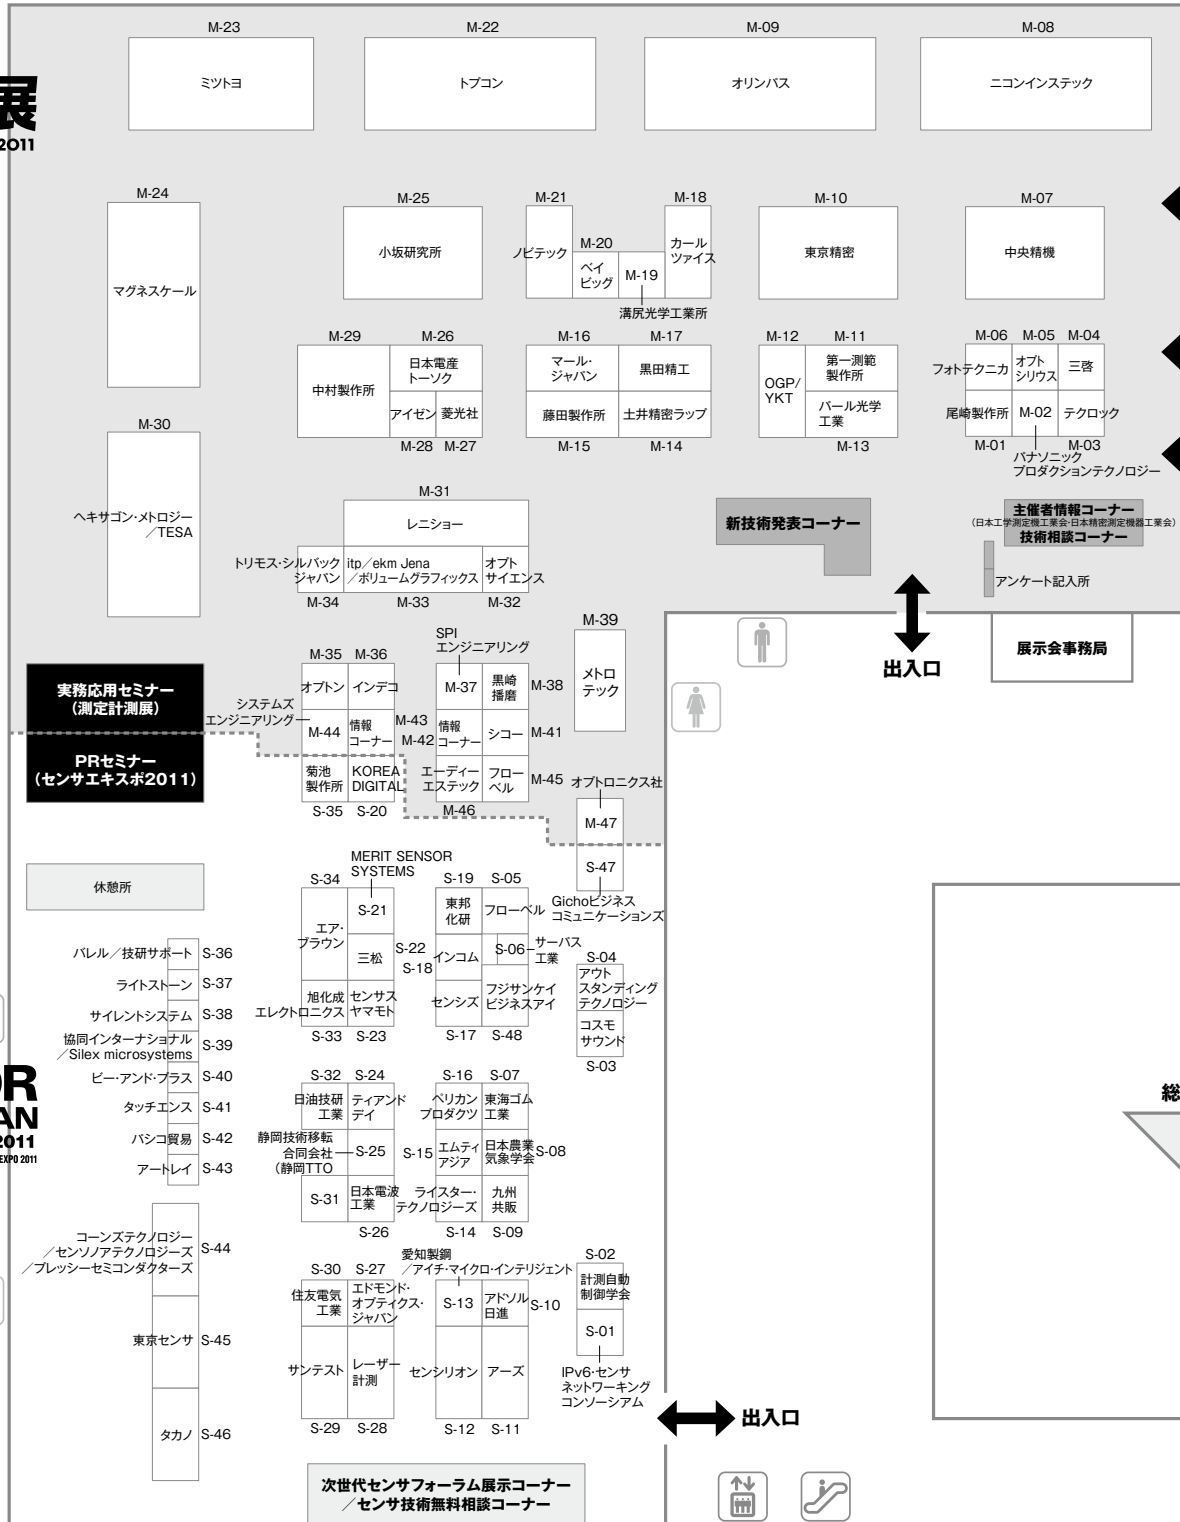 M-23
M-22
M-09
M-08
ミツトヨ
トプコン
オリンパス
ニコンインステック
展
2011
M-24
M-25
M-21
M-20
M-18
M-10
M-07
マグネスケール
小坂研究所
ノビテック
ベイ
ビッグ
M-19
溝尻光学工業所
カール
ツァイス
東京精密
中央精機
M-29
M-26
M-16
M-17
M-12
M-11
M-06
M-05
M-04
中村製作所
日本電産
トーソク
アイゼン
菱光社
M-28
M-27
マール・
ジャパン
黒田精工
藤田製作所
土井精密ラップ
M-15
M-14
OGP/
YKT
第一測範
製作所
パール光学
工業
M-13
フォトテクニカ
オプト
シリウス
三啓
尾崎製作所
M-02
テクロック
M-01
M-03
パナソニック
プロダクションテクノロジー
M-30
ヘキサゴン・メトロジー
／TESA
M-31
レニショー
トリモス・シルバック
ジャパン
itp／ekm Jena
／ボリュームグラフィックス
オプト
サイエンス
M-34
M-33
M-32
新技術発表コーナー
主催者情報コーナー
（日本工学測定機工業会・日本精密測定機器工業会）
技術相談コーナー
アンケート記入所
出入口
展示会事務局
実務応用セミナー
（測定計測展）
PRセミナー
（センサエキスポ2011）
M-35
M-36
オプトン
インデコ
システムズ
エンジニアリング
M-44
情報
コーナー
M-43
菊池
製作所
KOREA
DIGITAL
S-35
S-20
SPI
エンジニアリング
M-37
黒崎
播磨
M-38
M-42
情報
コーナー
シコー
M-41
エーディー
エステック
フロー
ベル
M-45
M-46
M-39
メトロ
テック
オプトロニクス社
M-47
S-47
Gichoビジネス
コミュニケーションズ
休憩所
バレル／技研サポート
S-36
ライトストーン
S-37
サイレントシステム
S-38
協同インターナショナル
／Silex microsystems
S-39
ビー・アンド・プラス
S-40
タッチエンス
S-41
パシコ貿易
S-42
アートレイ
S-43
コーンズテクノロジー
／センソノアテクノロジーズ
／プレッシーセミコンダクターズ
S-44
東京センサ
S-45
タカノ
S-46
OR
AN
2011
EXPO 2011
MERIT SENSOR
SYSTEMS
S-34
S-21
エア・
ブラウン
三松
S-22
旭化成
エレクトロニクス
センサス
ヤマモト
S-33
S-23
S-19
S-05
東邦
化研
フローベル
S-18
インコム
S-06
サーパス
工業
センシズ
フジサンケイ
ビジネスアイ
S-17
S-48
S-04
アウト
スタンディング
テクノロジー
コスモ
サウンド
S-03
S-32
S-24
日油技研
工業
ティアンド
デイ
静岡技術移転
合同会社
（静岡TTO
S-25
S-31
日本電波
工業
S-26
S-16
S-07
ペリカン
プロダクツ
東海ゴム
工業
S-15
エムティ
アジア
日本農業
気象学会
S-08
ライスター・
テクノロジーズ
九州
共販
S-14
S-09
S-30
S-27
住友電気
工業
エドモンド・
オプティクス・
ジャパン
サンテスト
レーザー
計測
S-29
S-28
愛知製鋼
／アイチ・マイクロ・インテリジェント
S-13
アドソル
日進
S-10
センシリオン
アーズ
S-12
S-11
S-02
計測自動
制御学会
S-01
IPv6・センサ
ネットワーキング
コンソーシアム
出入口
総
次世代センサフォーラム展示コーナー
／センサ技術無料相談コーナー